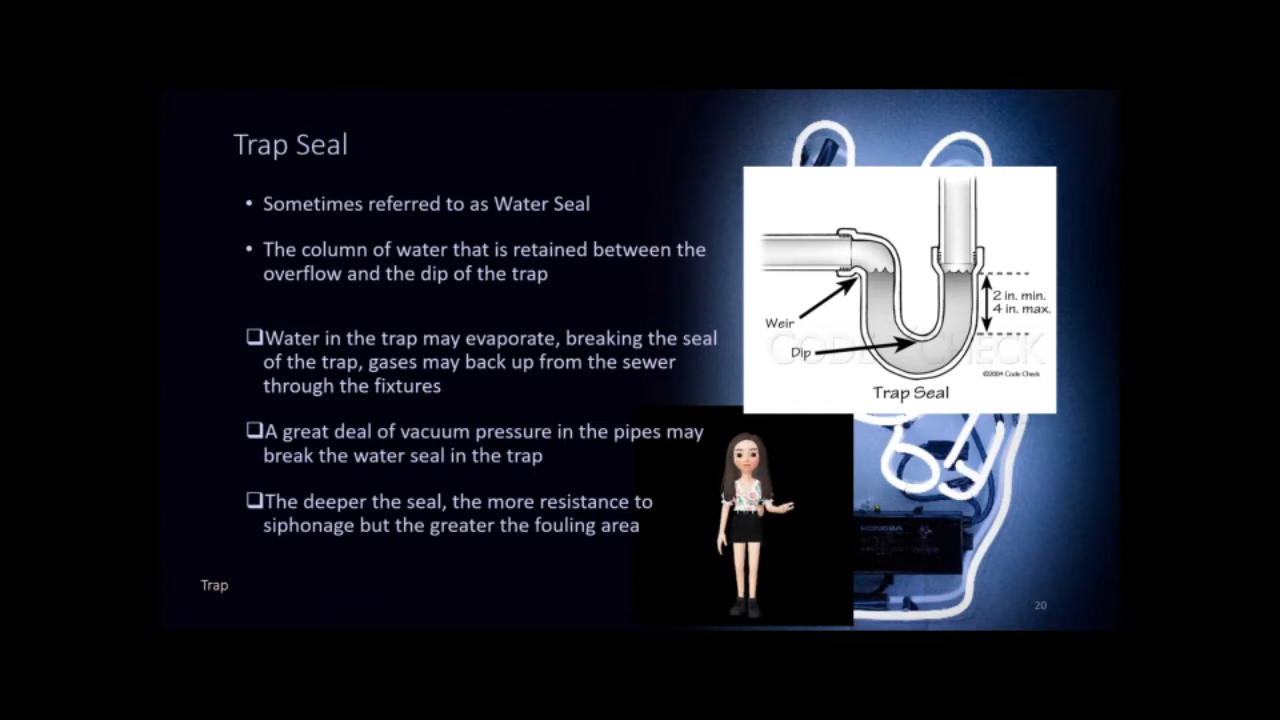 Trap Seal
• Sometimes referred to as Water Seal
• The column of water that is retained between the
overflow and the dip of the trap
❑Water in the trap may evaporate, breaking the seal
of the trap, gases may back up from the sewer
through the fixtures
❑A great deal of vacuum pressure in the pipes may
break the water seal in the trap
❑The deeper the seal, the more resistance to
siphonage but the greater the fouling area
Trap
2 in. min.
4 in. max.
Weir
Dip
CODE CHECK
©2004 Code Check
Trap Seal
HONGBA
20